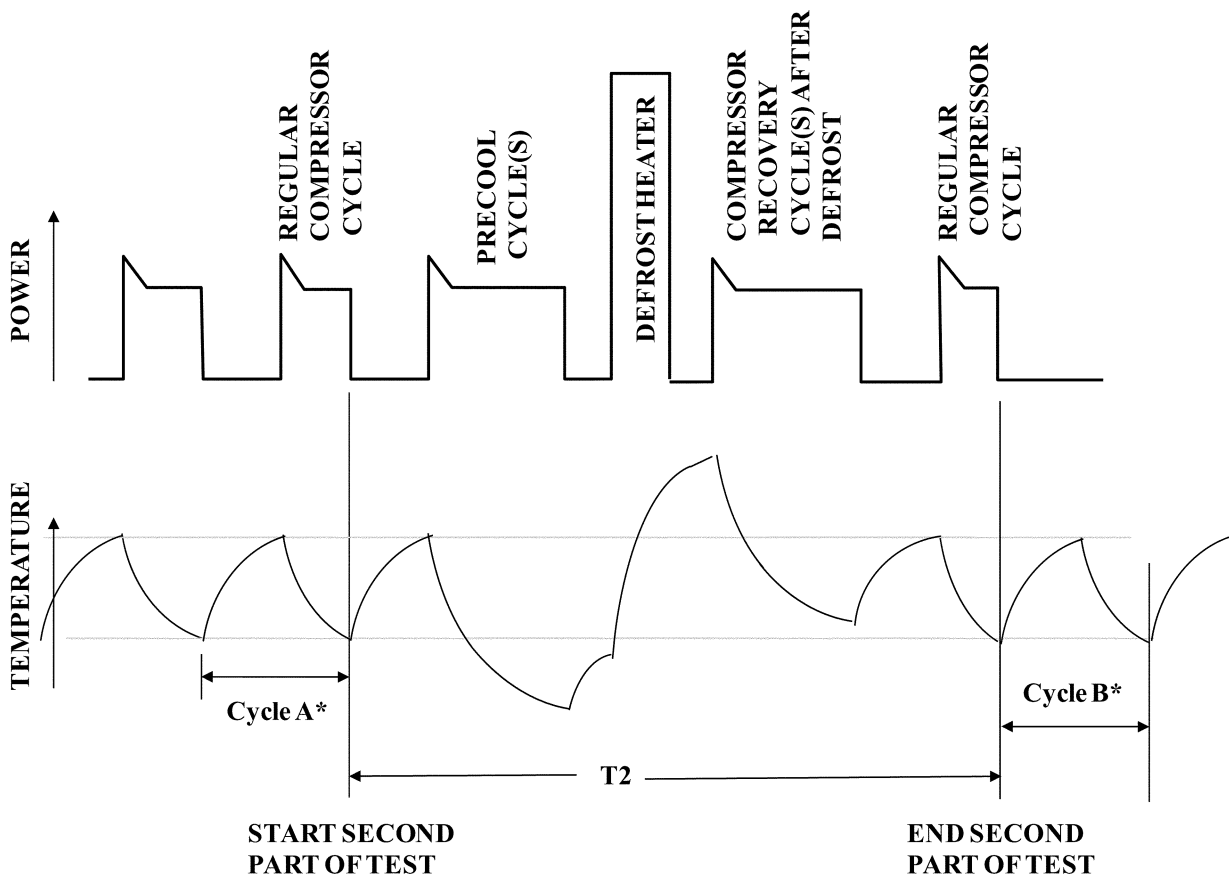 REGULAR
COMPRESSOR
CYCLE
PRECOOL
CYCLE(S)
DEFROST HEATER
COMPRESSOR
RECOVERY
CYCLE(S) AFTER
DEFROST
REGULAR
COMPRESSOR
CYCLE
POWER
TEMPERATURE
Cycle A*
Cycle B*
T2
START SECOND
PART OF TEST
END SECOND
PART OF TEST